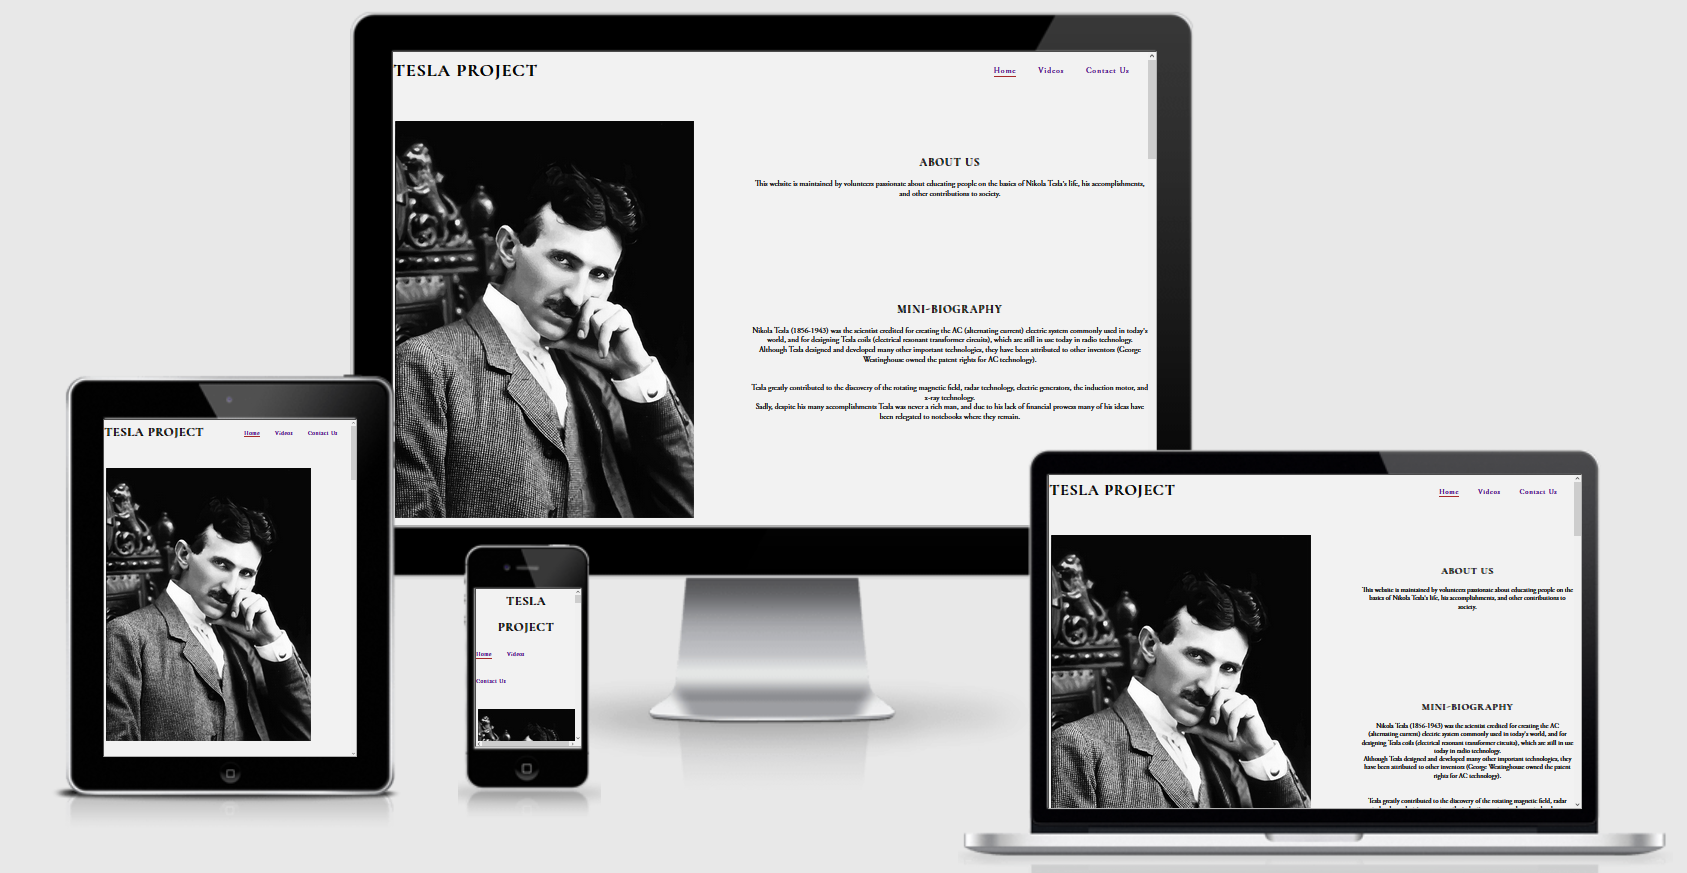 TESLA PROJECT
Home Videos Contact Us
ABOUT US
This website is maintained by volunteers passionate about educating people on the basics of Nikola Tesla's life, his accomplishments,
and other contributions to society.
MINI-BIOGRAPHY
Nikola Tesla (1856-1943) was the scientist credited for creating the AC (alternating current) electric system commonly used in today's
world, and for designing Tesla coils (electrical resonant transformer circuits), which are still in use today in radio technology.
Although Tesla designed and developed many other important technologies, they have been attributed to other inventors (George
Westinghouse owned the patent rights for AC technology).
Tesla greatly contributed to the discovery of the rotating magnetic field, radar technology, electric generators, the induction motor, and
x-ray technology.
Sadly, despite his many accomplishments Tesla was never a rich man, and due to his lack of financial prowess many of his ideas have
been relegated to notebooks where they remain.
TESLA PROJECT
Home Videos Contact Us
TESLA
PROJECT
Home Videos
Contact Us
TESLA PROJECT
Home Videos Contact Us
ABOUT US
This website is maintained by volunteers passionate about educating people on the
basics of Nikola Tesla's life, his accomplishments, and other contributions to
society.
MINI-BIOGRAPHY
Nikola Tesla (1856-1943) was the scientist credited for creating the AC
(alternating current) electric system commonly used in today's world, and for
designing Tesla coils (electrical resonant transformer circuits), which are still in use
today in radio technology.
Although Tesla designed and developed many other important technologies, they
have been attributed to other inventors (George Westinghouse owned the patent
rights for AC technology).
Tesla greatly contributed to the discovery of the rotating magnetic field, radar